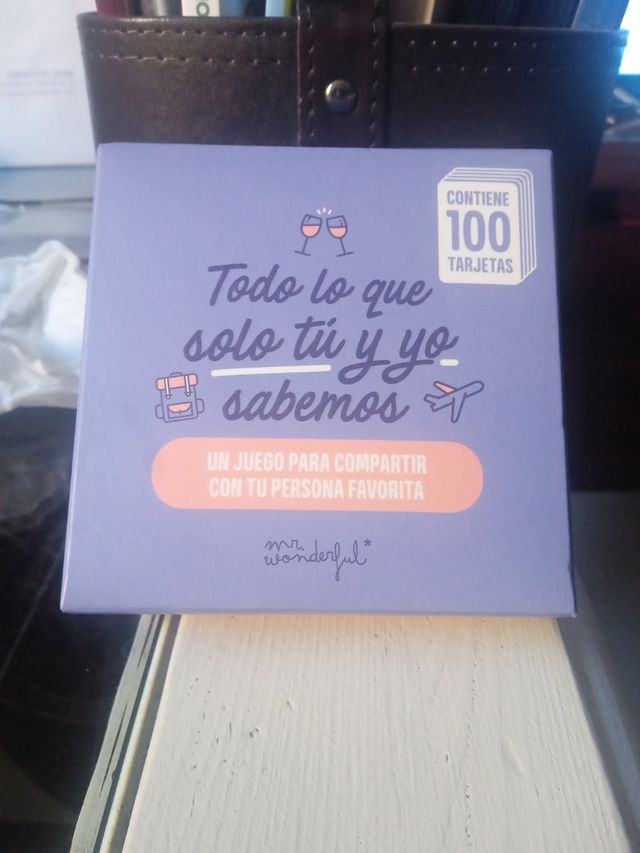 CONTIENE
100
TARJETAS
Todo lo que
solo tú y yo
sabemos
UN JUEGO PARA COMPARTIR
CON TU PERSONA FAVORITA
mr.
wonderful*